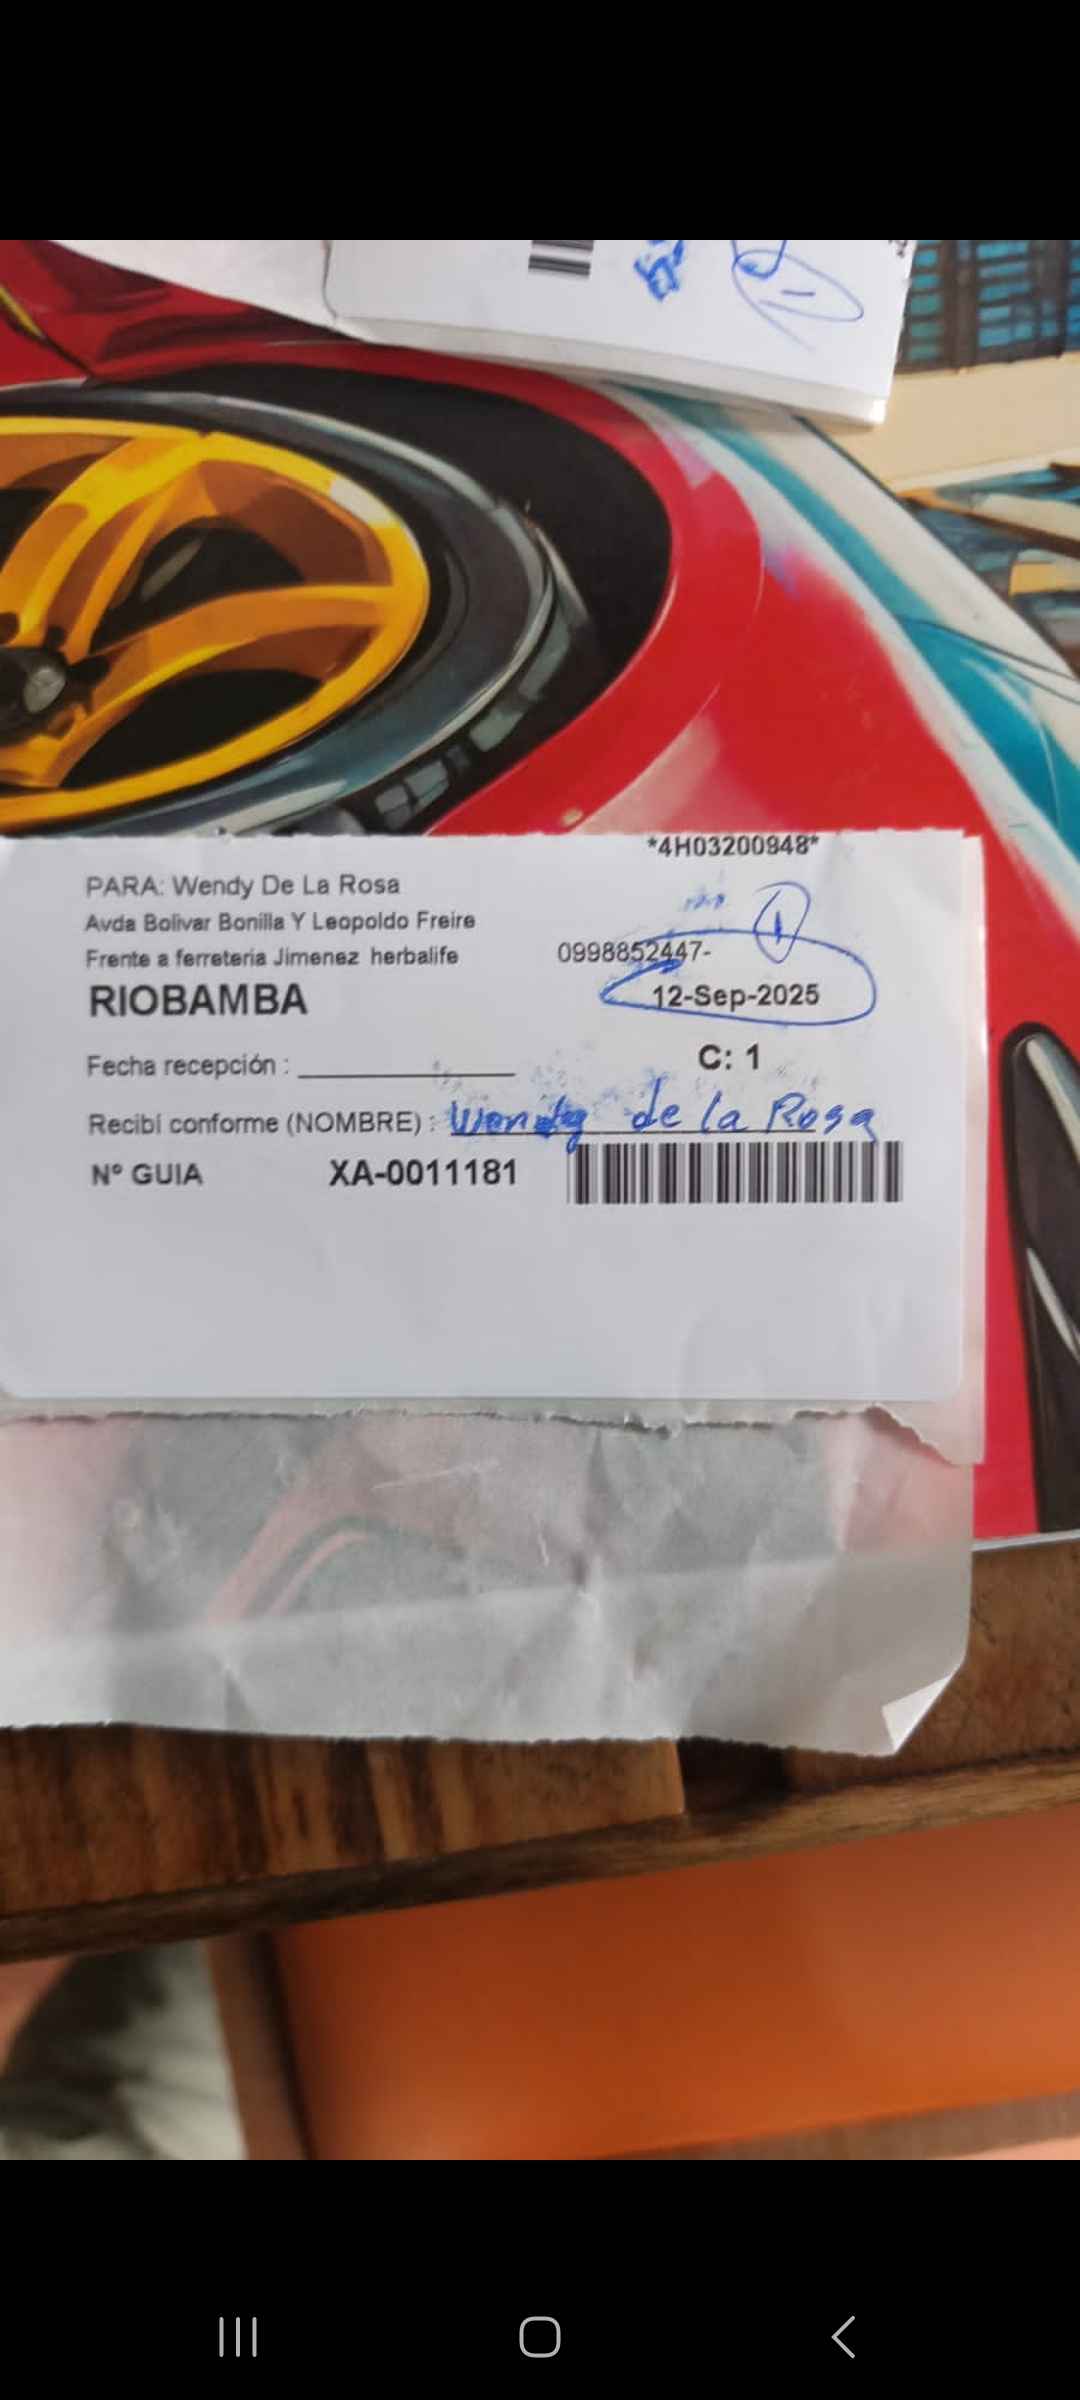 *4H03200948*
PARA: Wendy De La Rosa
Avda Bolivar Bonilla Y Leopoldo Freire
Frente a ferreteria Jimenez herbalife 0998852447-
RIOBAMBA 12-Sep-2025
Fecha recepción : C: 1
Recibí conforme (NOMBRE) : Wendy de la Rosa
Nº GUIA XA-0011181